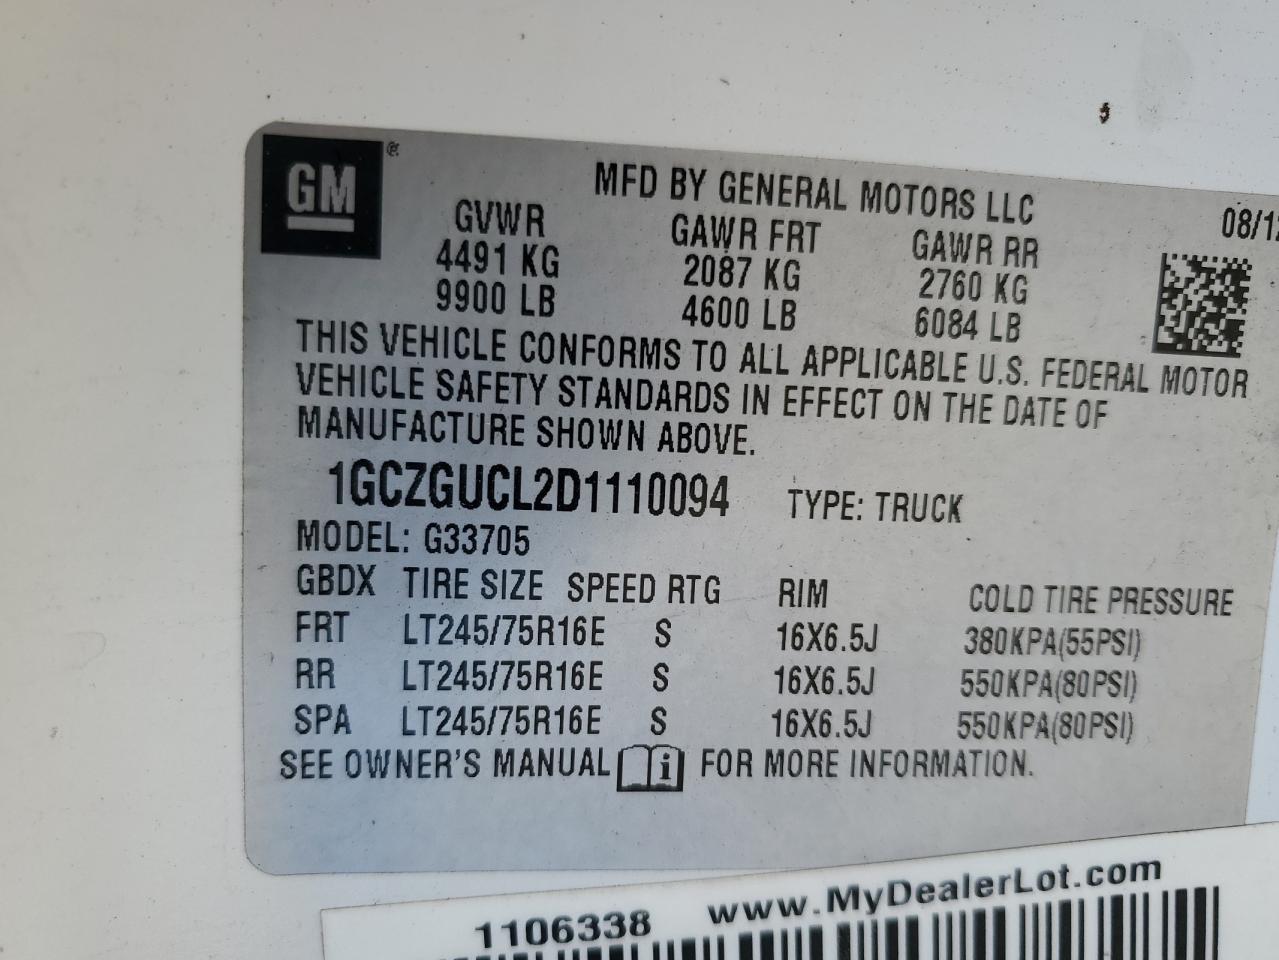 GM
MFD BY GENERAL MOTORS LLC
08/12
GVWR GAWR FRT GAWR RR
4491 KG 2087 KG 2760 KG
9900 LB 4600 LB 6084 LB
THIS VEHICLE CONFORMS TO ALL APPLICABLE U.S. FEDERAL MOTOR
VEHICLE SAFETY STANDARDS IN EFFECT ON THE DATE OF
MANUFACTURE SHOWN ABOVE.
1GCZGUCL2D1110094 TYPE: TRUCK
MODEL: G33705
GBDX TIRE SIZE SPEED RTG RIM COLD TIRE PRESSURE
FRT LT245/75R16E S 16X6.5J 380KPA(55PSI)
RR LT245/75R16E S 16X6.5J 550KPA(80PSI)
SPA LT245/75R16E S 16X6.5J 550KPA(80PSI)
SEE OWNER'S MANUAL i FOR MORE INFORMATION.
1106338 www.MyDealerLot.com